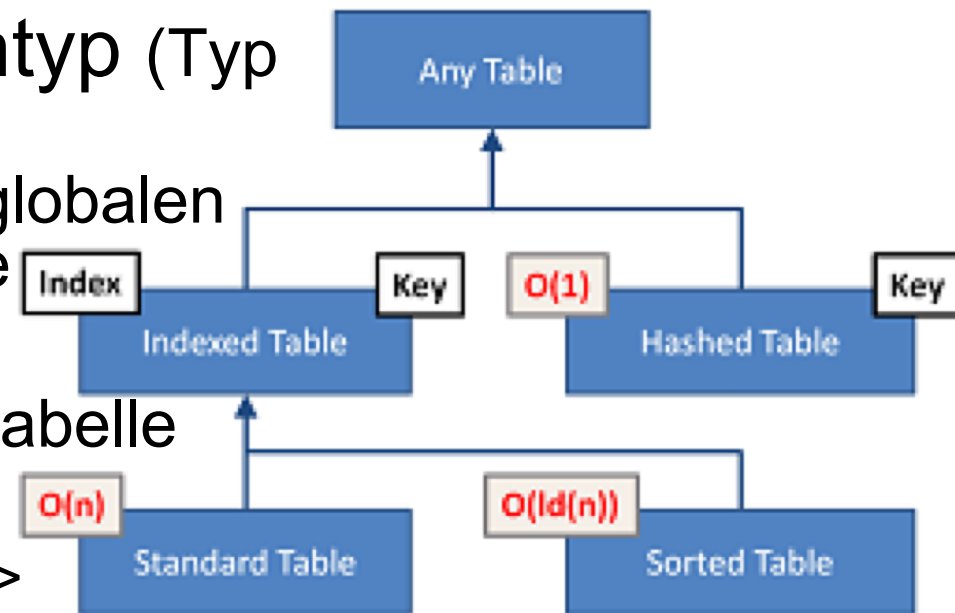 ntyp (Typ
Any Table
globalen
e
Index
Key
O(1)
Key
Indexed Table
Hashed Table
abelle
O(n)
O(ld(n))
Standard Table
Sorted Table
>